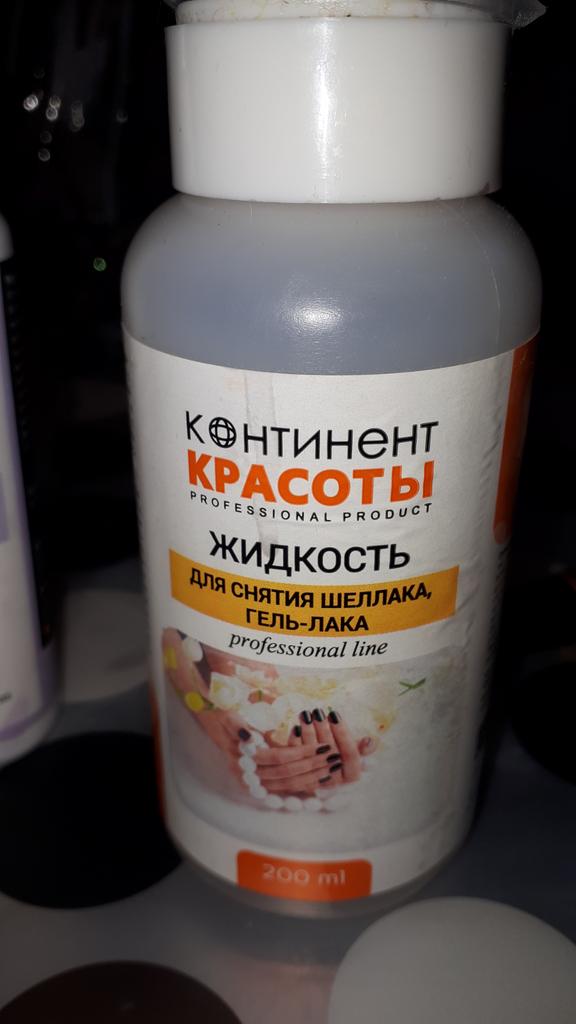 Континент
КРАСОТЫ
PROFESSIONAL PRODUCT
ЖИДКОСТЬ
ДЛЯ СНЯТИЯ ШЕЛЛАКА,
ГЕЛЬ-ЛАКА
professional line
200 ml